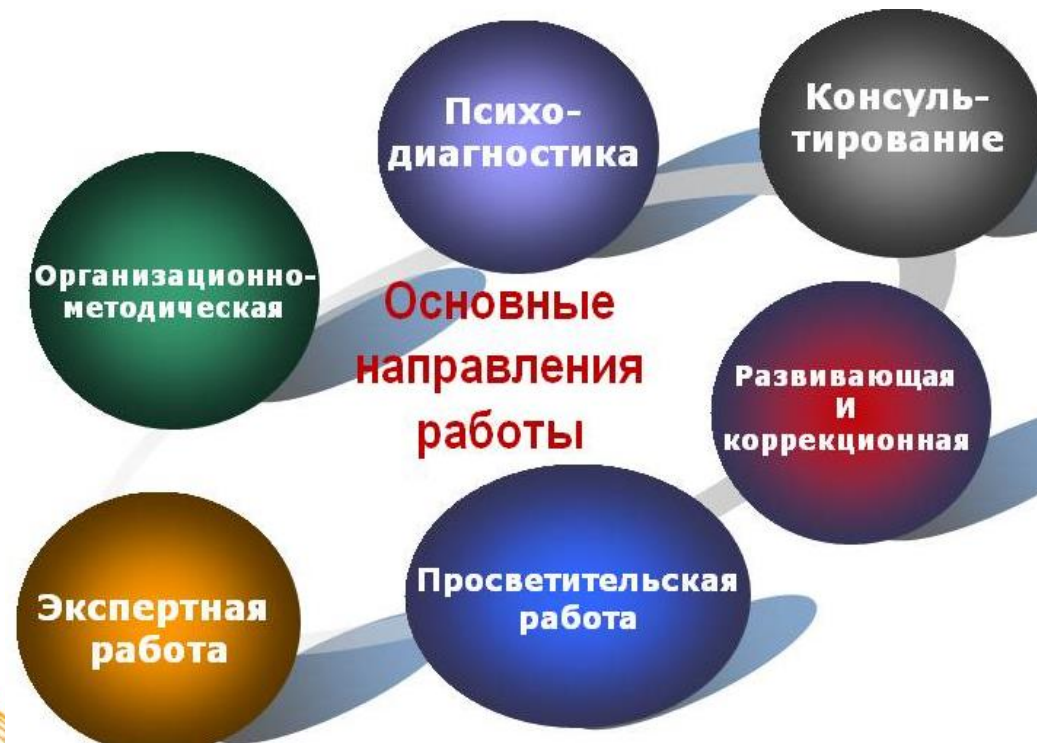 Психо-
диагностика
Консуль-
тирование
Организационно-
методическая
Основные
направления
работы
Развивающая
И
коррекционная
Экспертная
работа
Просветительская
работа